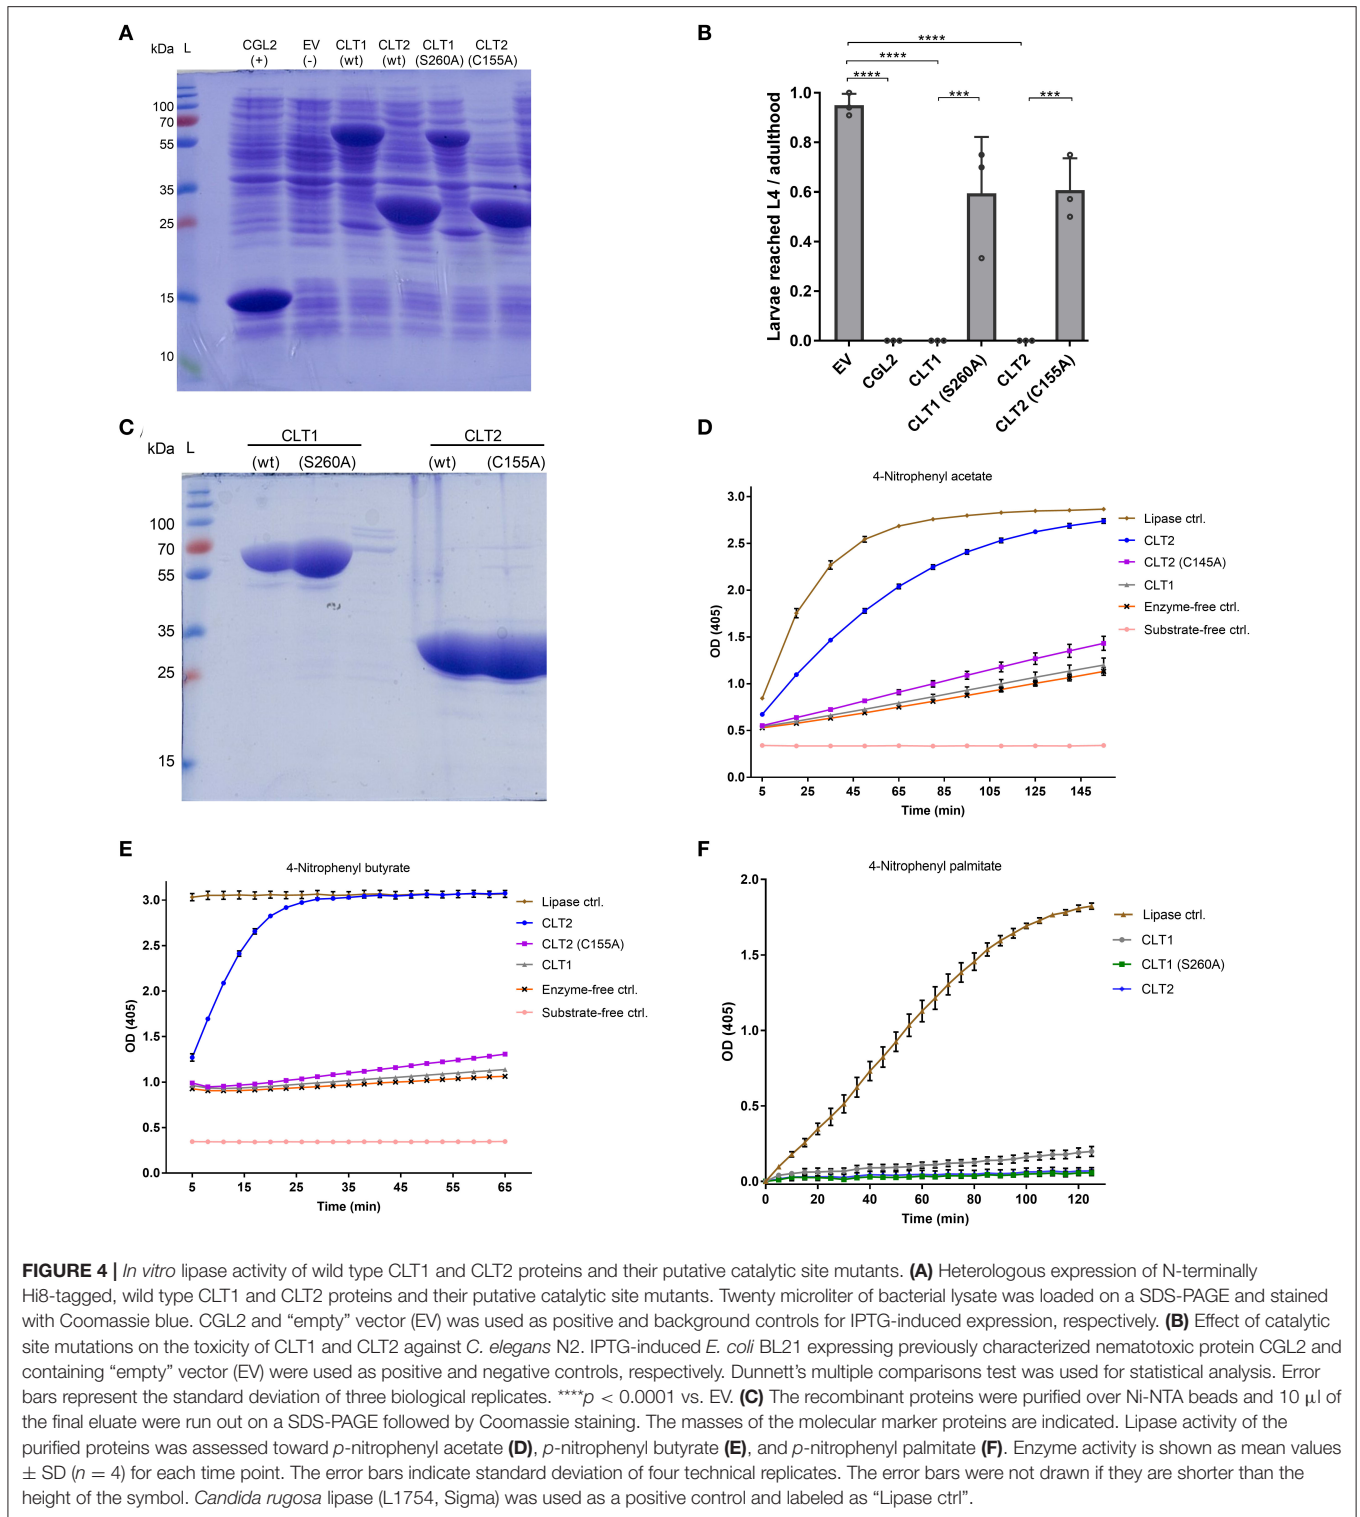 A
kDa L CGL2 EV CLT1 CLT2 CLT1 CLT2
(+) (-) (wt) (wt) (S260A) (C155A)
100
70
55
35
25
15
10
B
****
****
****
***
***
Larvae reached L4 / adulthood
1.0
0.8
0.6
0.4
0.2
0.0
EV
CGL2
CLT1
CLT1 (S260A)
CLT2
CLT2 (C155A)
C
kDa L CLT1 CLT2
(wt) (S260A) (wt) (C155A)
100
70
55
35
25
15
D
4-Nitrophenyl acetate
OD (405)
3.0
2.5
2.0
1.5
1.0
0.5
0.0
5 25 45 65 85 105 125 145
Time (min)
Lipase ctrl.
CLT2
CLT2 (C145A)
CLT1
Enzyme-free ctrl.
Substrate-free ctrl.
E
4-Nitrophenyl butyrate
OD (405)
3.0
2.5
2.0
1.5
1.0
0.5
0.0
5 15 25 35 45 55 65
Time (min)
Lipase ctrl.
CLT2
CLT2 (C155A)
CLT1
Enzyme-free ctrl.
Substrate-free ctrl.
F
4-Nitrophenyl palmitate
OD (405)
2.0
1.5
1.0
0.5
0.0
0 20 40 60 80 100 120
Time (min)
Lipase ctrl.
CLT1
CLT1 (S260A)
CLT2
FIGURE 4 | In vitro lipase activity of wild type CLT1 and CLT2 proteins and their putative catalytic site mutants. (A) Heterologous expression of N-terminally
Hi8-tagged, wild type CLT1 and CLT2 proteins and their putative catalytic site mutants. Twenty microliter of bacterial lysate was loaded on a SDS-PAGE and stained
with Coomassie blue. CGL2 and “empty” vector (EV) was used as positive and background controls for IPTG-induced expression, respectively. (B) Effect of catalytic
site mutations on the toxicity of CLT1 and CLT2 against C. elegans N2. IPTG-induced E. coli BL21 expressing previously characterized nematotoxic protein CGL2 and
containing “empty” vector (EV) were used as positive and negative controls, respectively. Dunnett’s multiple comparisons test was used for statistical analysis. Error
bars represent the standard deviation of three biological replicates. ****p < 0.0001 vs. EV. (C) The recombinant proteins were purified over Ni-NTA beads and 10 μl of
the final eluate were run out on a SDS-PAGE followed by Coomassie staining. The masses of the molecular marker proteins are indicated. Lipase activity of the
purified proteins was assessed toward p-nitrophenyl acetate (D), p-nitrophenyl butyrate (E), and p-nitrophenyl palmitate (F). Enzyme activity is shown as mean values
± SD (n = 4) for each time point. The error bars indicate standard deviation of four technical replicates. The error bars were not drawn if they are shorter than the
height of the symbol. Candida rugosa lipase (L1754, Sigma) was used as a positive control and labeled as “Lipase ctrl”.